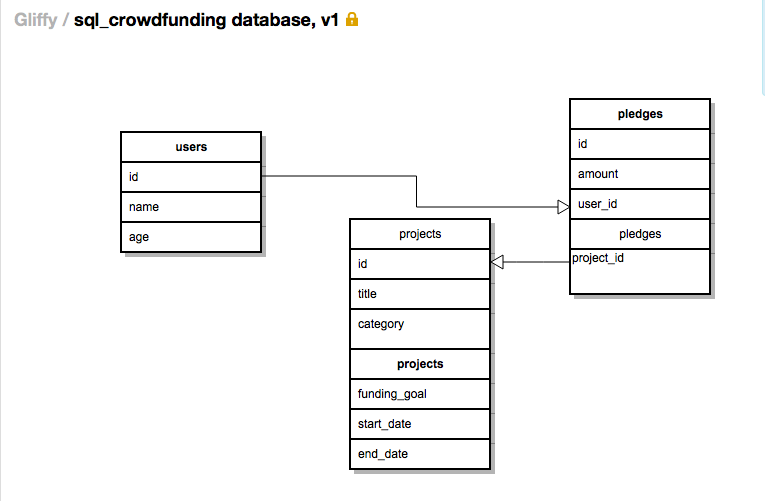 Gliffy / sql_crowdfunding database, v1
users
id
name
age
projects
id
title
category
projects
funding_goal
start_date
end_date
pledges
id
amount
user_id
pledges
project_id